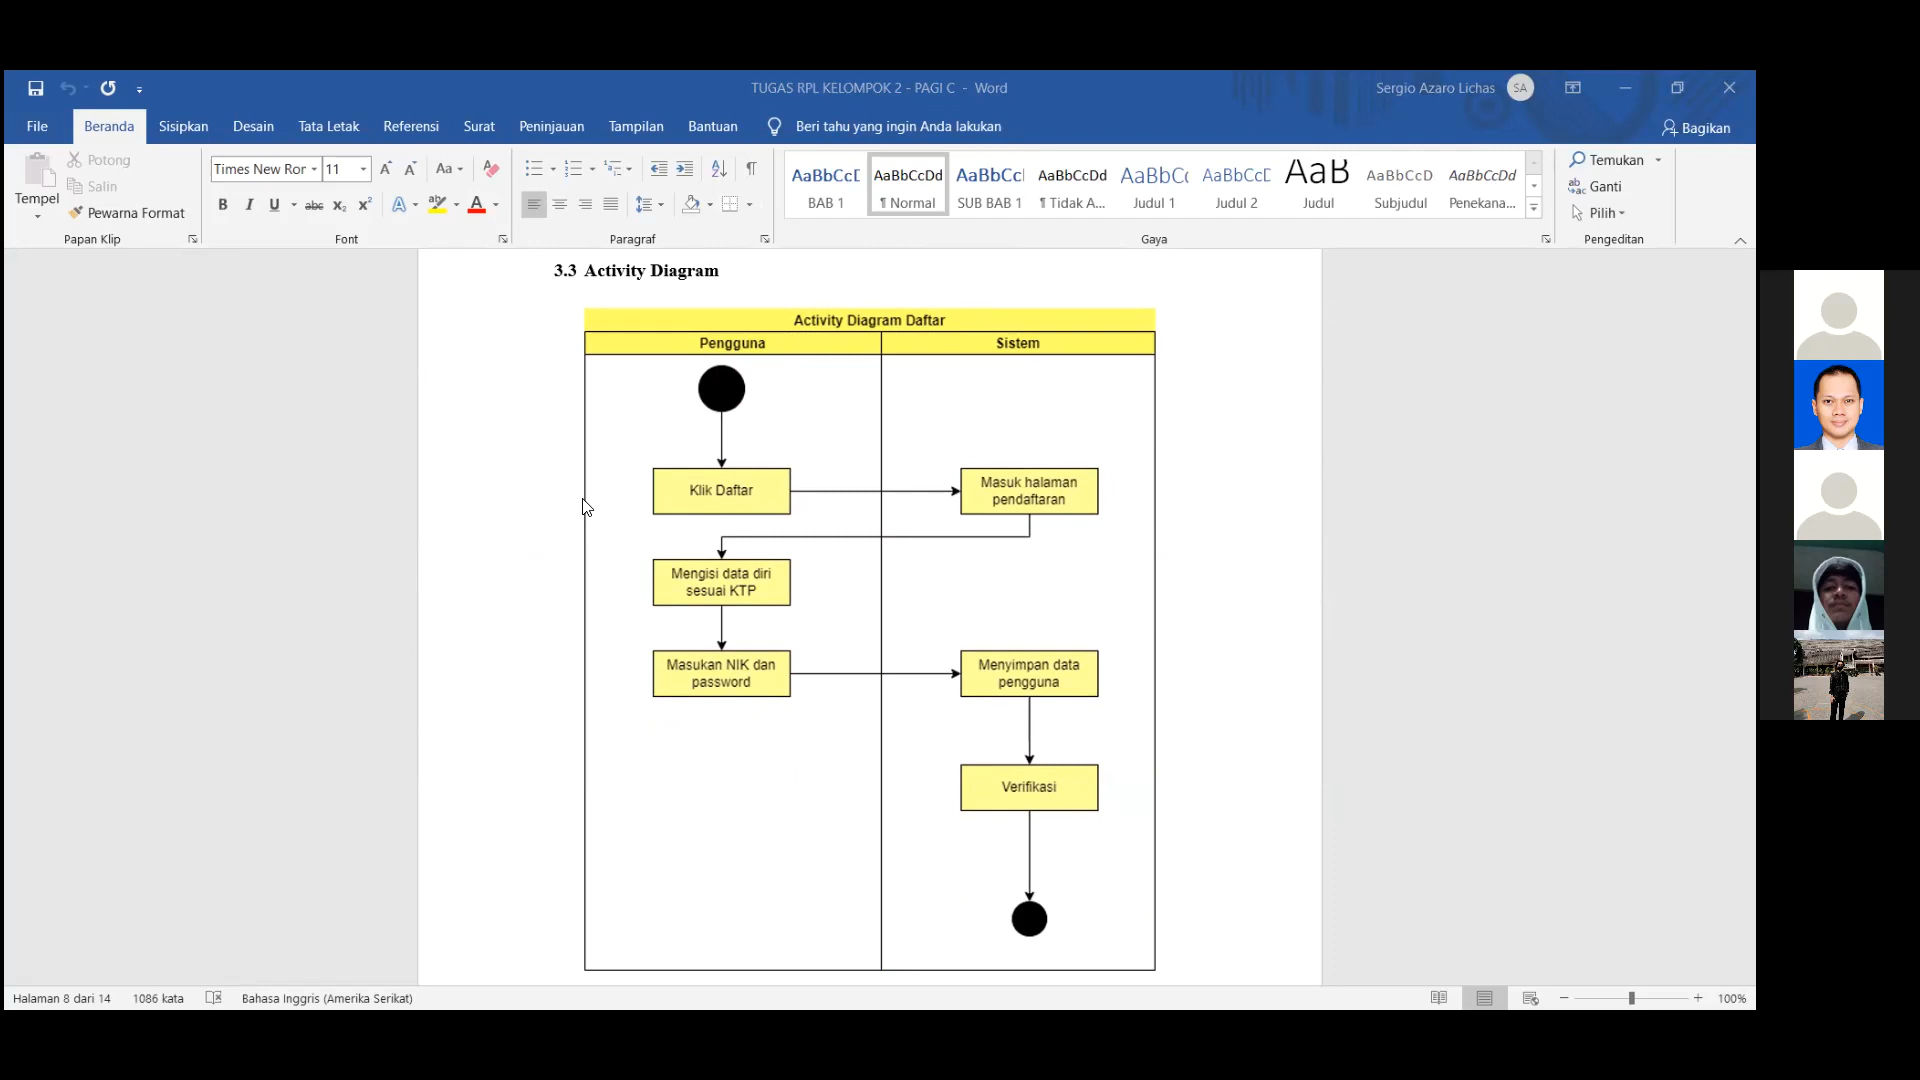 TUGAS RPL KELOMPOK 2 - PAGI C - Word
Sergio Azaro Lichas
SA
File
Beranda
Sisipkan
Desain
Tata Letak
Referensi
Surat
Peninjauan
Tampilan
Bantuan
Beri tahu yang ingin Anda lakukan
Bagikan
Tempel
Potong
Salin
Pewarna Format
Papan Klip
Times New Ror
11
Font
Paragraf
AaBbCcD
BAB 1
AaBbCcDd
¶ Normal
AaBbCcl
SUB BAB 1
AaBbCcDd
¶ Tidak A...
AaBbCc
Judul 1
AaBbCcD
Judul 2
AaB
Judul
AaBbCcD
Subjudul
AaBbCcDd
Penekana...
Gaya
Temukan
Ganti
Pilih
Pengeditan
3.3 Activity Diagram
Activity Diagram Daftar
Pengguna
Sistem
Klik Daftar
Masuk halaman
pendaftaran
Mengisi data diri
sesuai KTP
Masukan NIK dan
password
Menyimpan data
pengguna
Verifikasi
Halaman 8 dari 14
1086 kata
Bahasa Inggris (Amerika Serikat)
100%